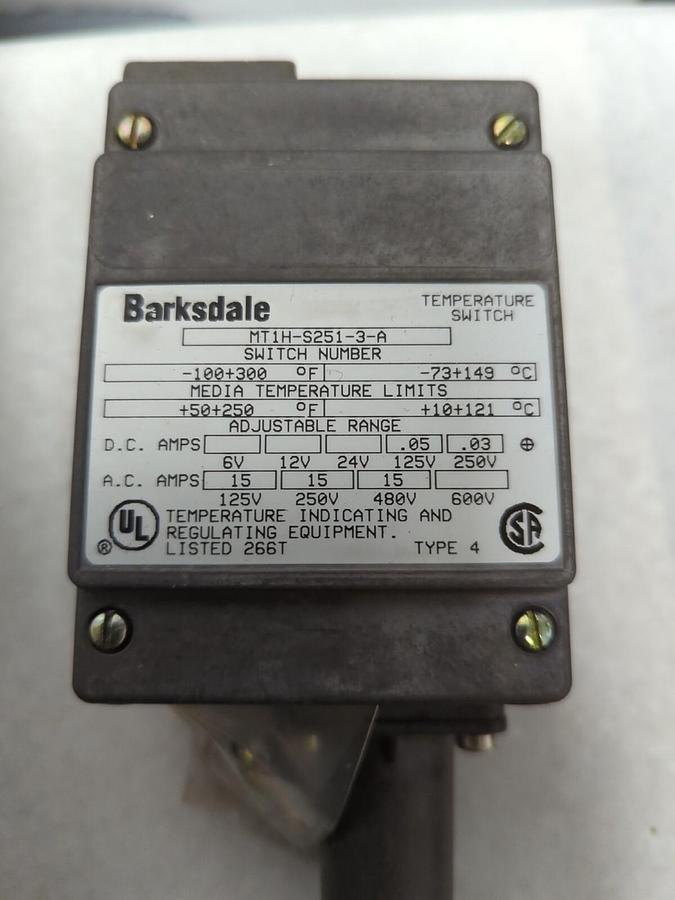 Barksdale TEMPERATURE SWITCH
MT1H-S251-3-A
SWITCH NUMBER
-100+300 °F -73+149 °C
MEDIA TEMPERATURE LIMITS
+50+250 °F +10+121 °C
ADJUSTABLE RANGE
D.C. AMPS .05 .03
6V 12V 24V 125V 250V
A.C. AMPS 15 15 15
125V 250V 480V 600V
UL ® TEMPERATURE INDICATING AND
REGULATING EQUIPMENT.
LISTED 266T TYPE 4 SA